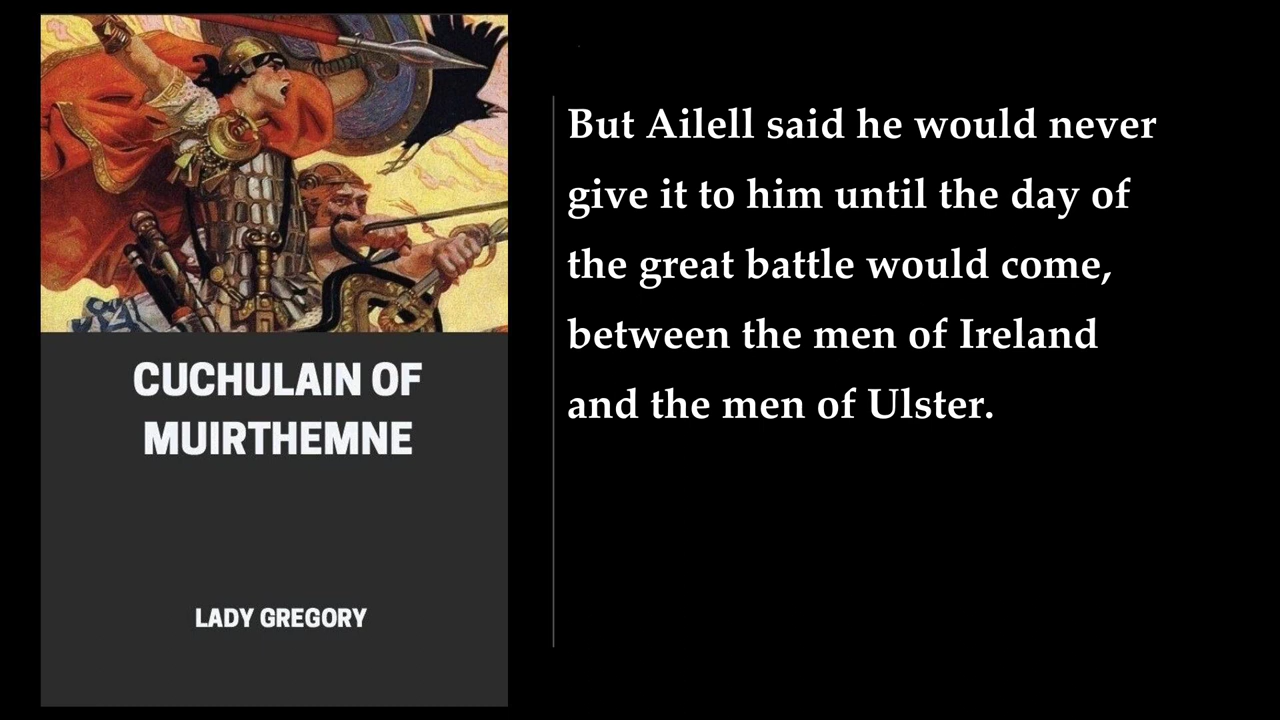 CUCHULAIN OF
MUIRTHEMNE
LADY GREGORY
But Ailell said he would never
give it to him until the day of
the great battle would come,
between the men of Ireland
and the men of Ulster.